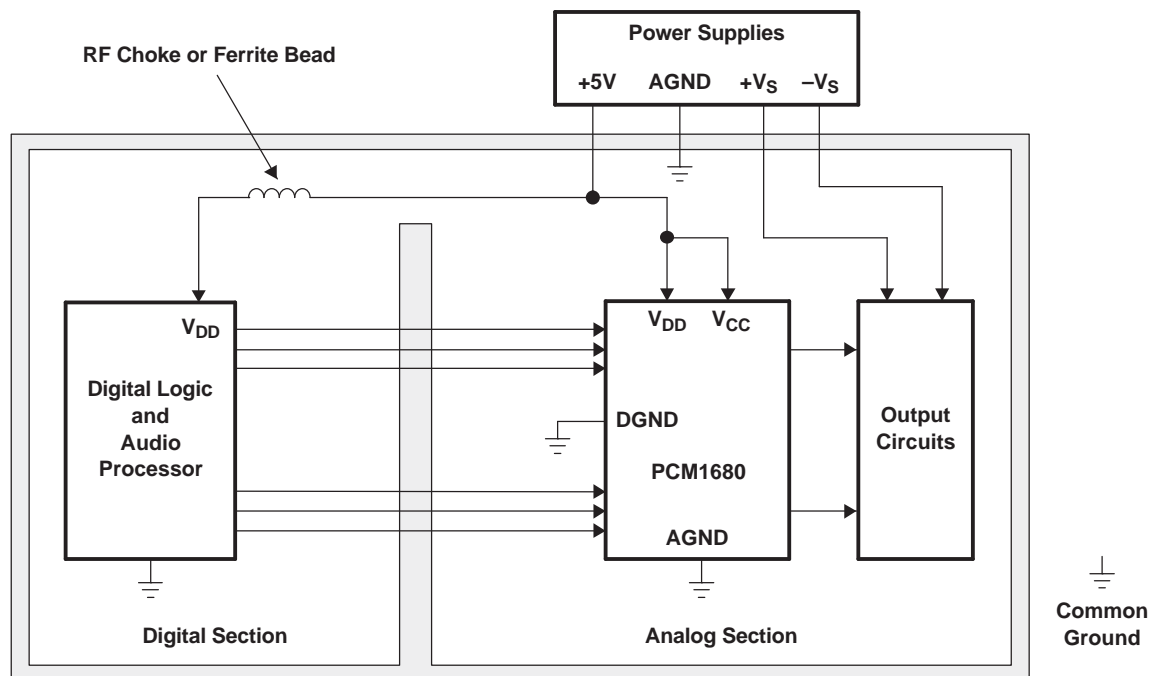 Power Supplies
RF Choke or Ferrite Bead
+5V AGND +VS –VS
VDD
VDD VCC
Digital Logic
and
Audio
Processor
DGND
Output
Circuits
PCM1680
AGND
Digital Section
Analog Section
Common
Ground